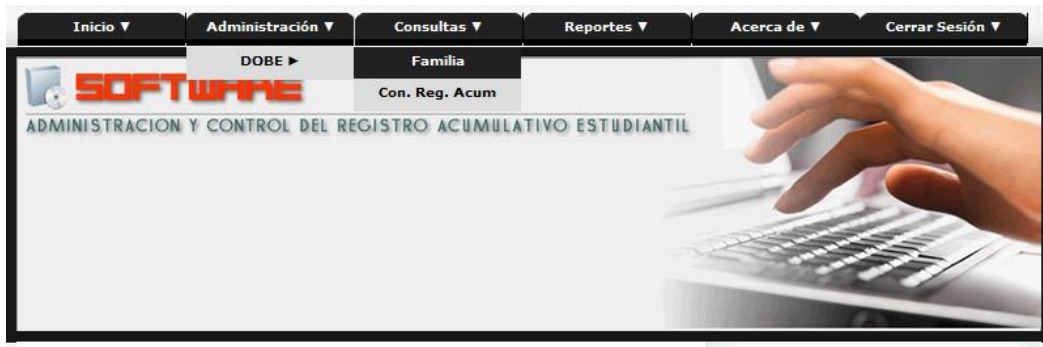 Inicio ▼ Administración ▼ Consultas ▼ Reportes ▼ Acerca de ▼ Cerrar Sesión ▼
DOBE ► Familia
Con. Reg. Acum
SOFTWARE
ADMINISTRACION Y CONTROL DEL REGISTRO ACUMULATIVO ESTUDIANTIL